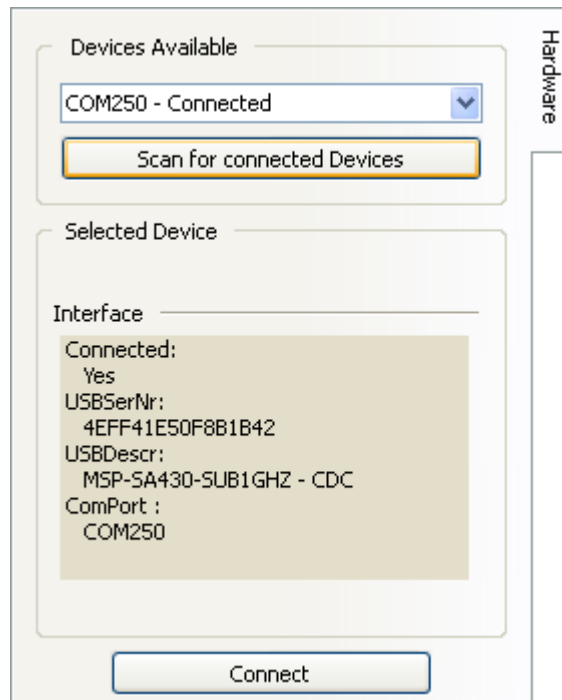 Devices Available
Hardware
COM250 - Connected
Scan for connected Devices
Selected Device
Interface
Connected:
Yes
USBSerNr:
4EFF41E50F8B1B42
USBDescr:
MSP-SA430-SUB1GHZ - CDC
ComPort :
COM250
Connect